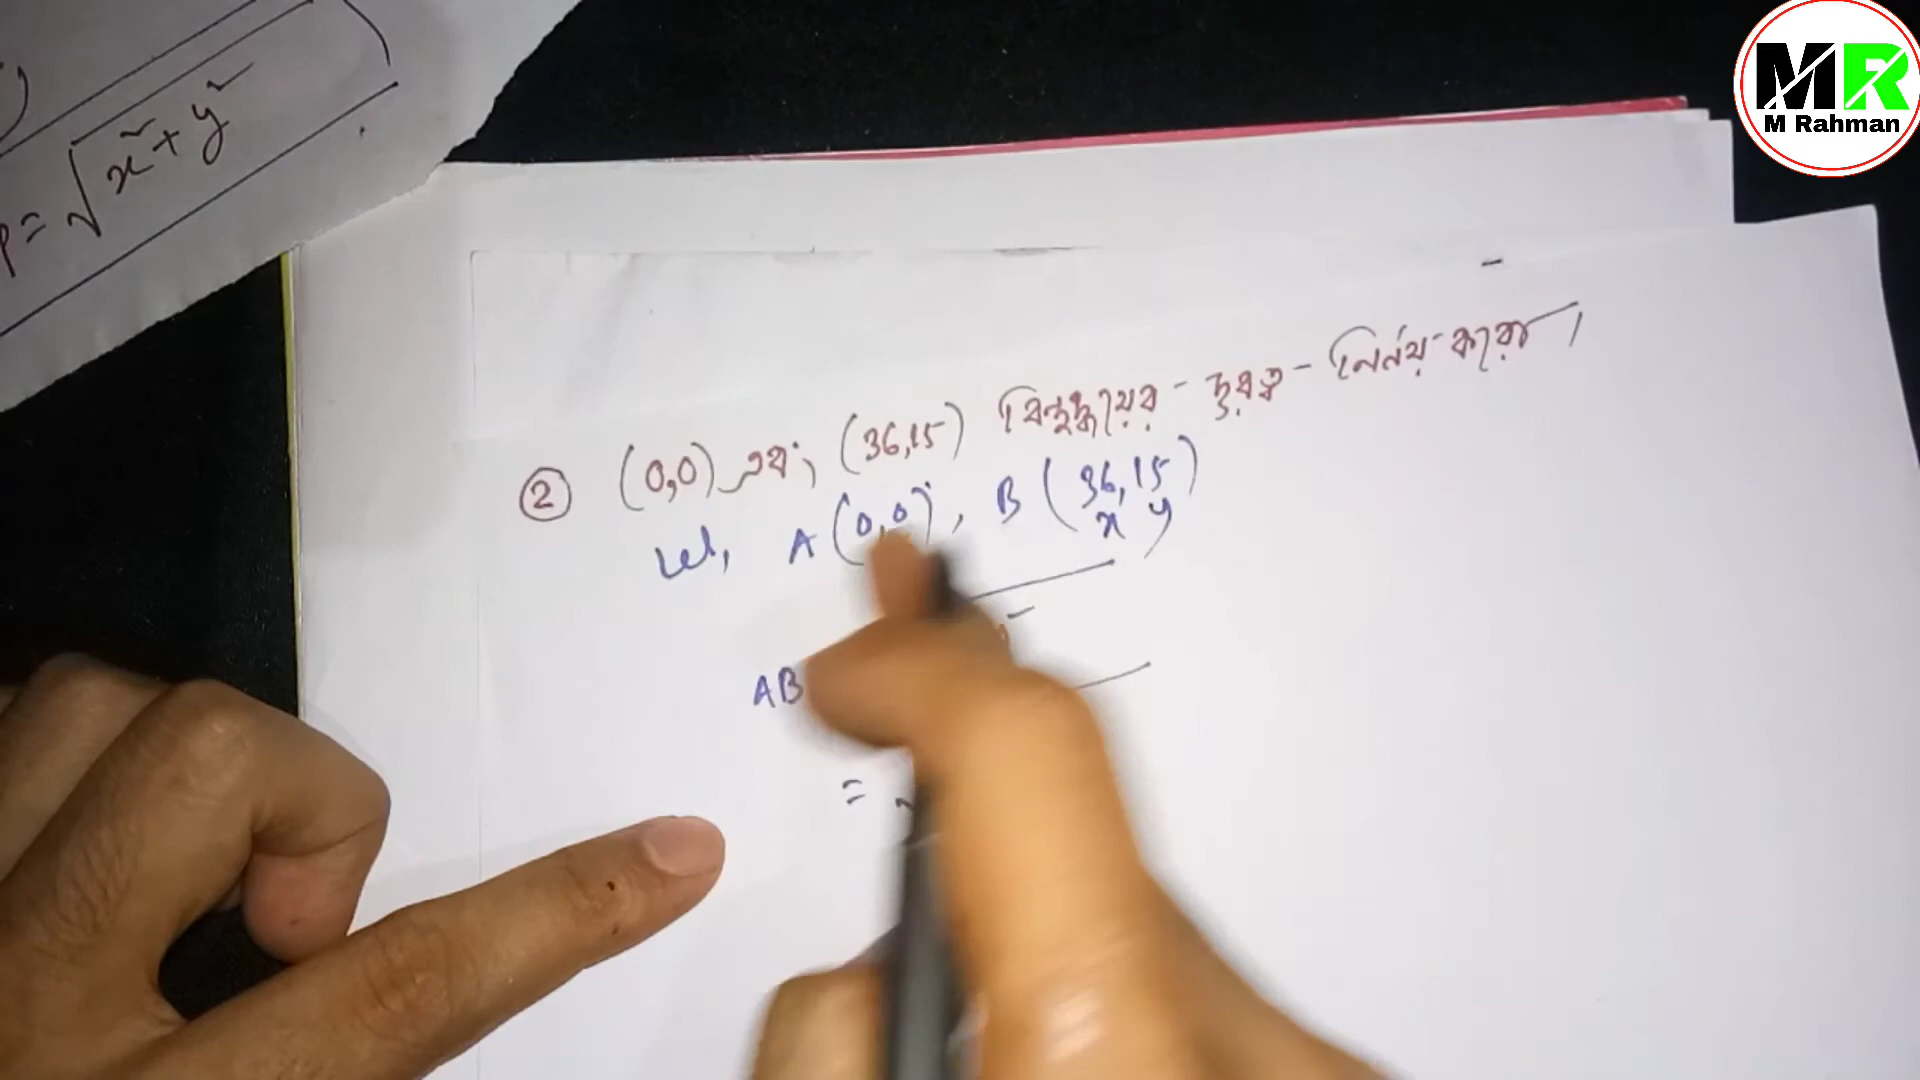 P = √x² + y²
② (0,0) এবং (36,15) বিন্দুদ্বয়ের দূরত্ব নির্ণয় করো।
Let, A (0,0), B (36,15)
x y
AB
= √
MR
M Rahman